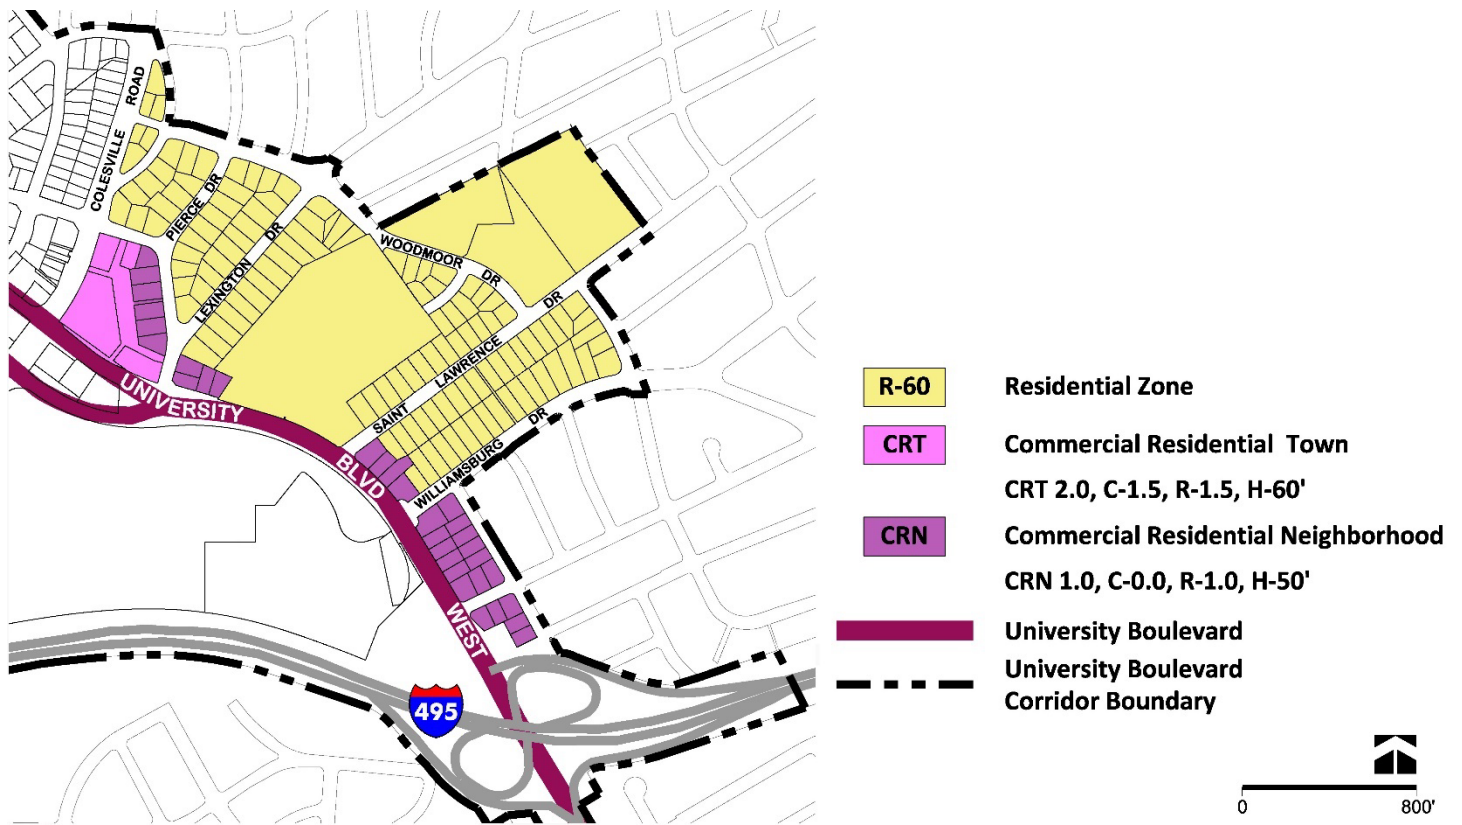 COLESVILLE ROAD
PIERCE DR
LEXINGTON DR
WOODMOOR DR
SAINT LAWRENCE DR
WILLIAMSBURG DR
UNIVERSITY BLVD WEST
495
R-60 Residential Zone
CRT Commercial Residential Town
CRT 2.0, C-1.5, R-1.5, H-60'
CRN Commercial Residential Neighborhood
CRN 1.0, C-0.0, R-1.0, H-50'
University Boulevard
University Boulevard
Corridor Boundary
0 800'